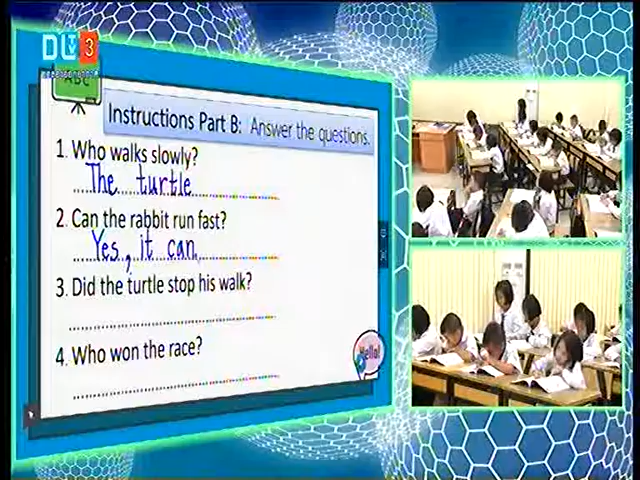 DLTV 3
ABC
Instructions Part B: Answer the questions.
1. Who walks slowly?
The turtle
2. Can the rabbit run fast?
Yes, it can.
3. Did the turtle stop his walk?
4. Who won the race?
Hello!